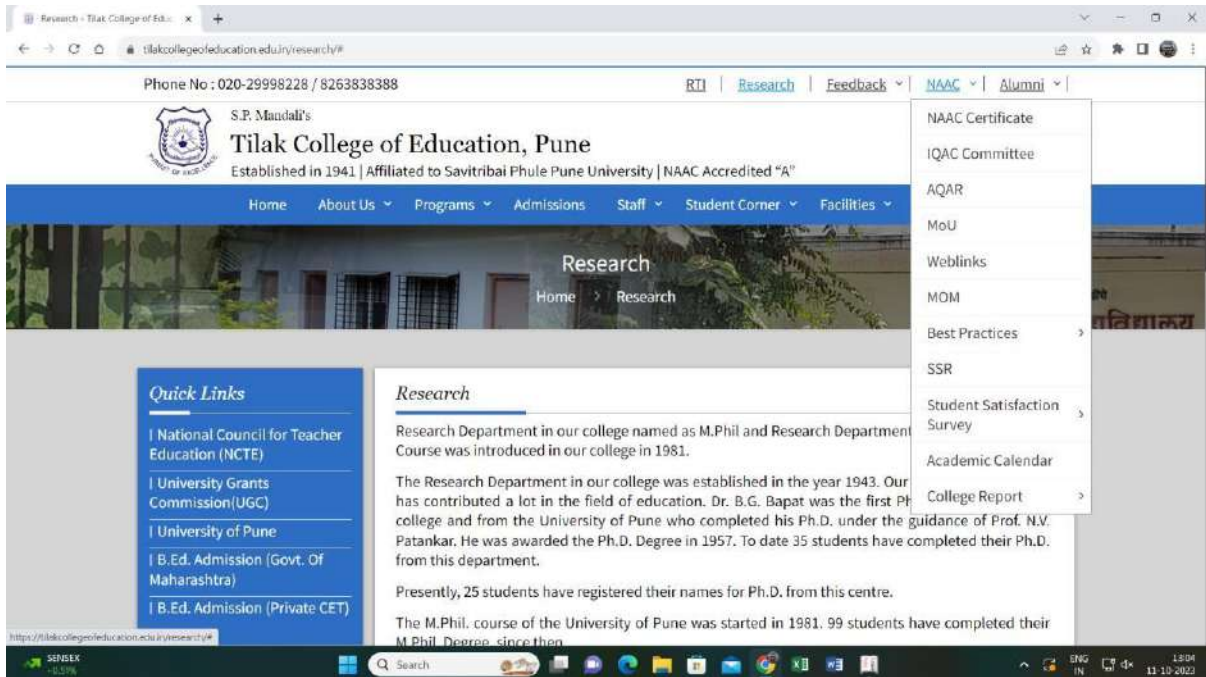 Research - Tilak College of Edu
tilakcollegeofeducation.edu.in/research/#
Phone No : 020-29998228 / 8263838388
RTI | Research | Feedback | NAAC | Alumni
S.P. Mandali's
Tilak College of Education, Pune
Established in 1941 | Affiliated to Savitribai Phule Pune University | NAAC Accredited “A”
Home About Us Programs Admissions Staff Student Corner Facilities
NAAC Certificate
IQAC Committee
AQAR
MoU
Weblinks
MOM
Best Practices
SSR
Student Satisfaction
Survey
Academic Calendar
College Report
Research
Home > Research
Quick Links
| National Council for Teacher
Education (NCTE)
| University Grants
Commission(UGC)
| University of Pune
| B.Ed. Admission (Govt. Of
Maharashtra)
| B.Ed. Admission (Private CET)
Research
Research Department in our college named as M.Phil and Research Department
Course was introduced in our college in 1981.
The Research Department in our college was established in the year 1943. Our
has contributed a lot in the field of education. Dr. B.G. Bapat was the first Ph
college and from the University of Pune who completed his Ph.D. under the guidance of Prof. N.V.
Patankar. He was awarded the Ph.D. Degree in 1957. To date 35 students have completed their Ph.D.
from this department.
Presently, 25 students have registered their names for Ph.D. from this centre.
The M.Phil. course of the University of Pune was started in 1981. 99 students have completed their
M.Phil. Degree, since then
https://tilakcollegeofeducation.edu.in/research/#
SENSEX
-0.59%
Search
ENG
IN
13:04
11-10-2023